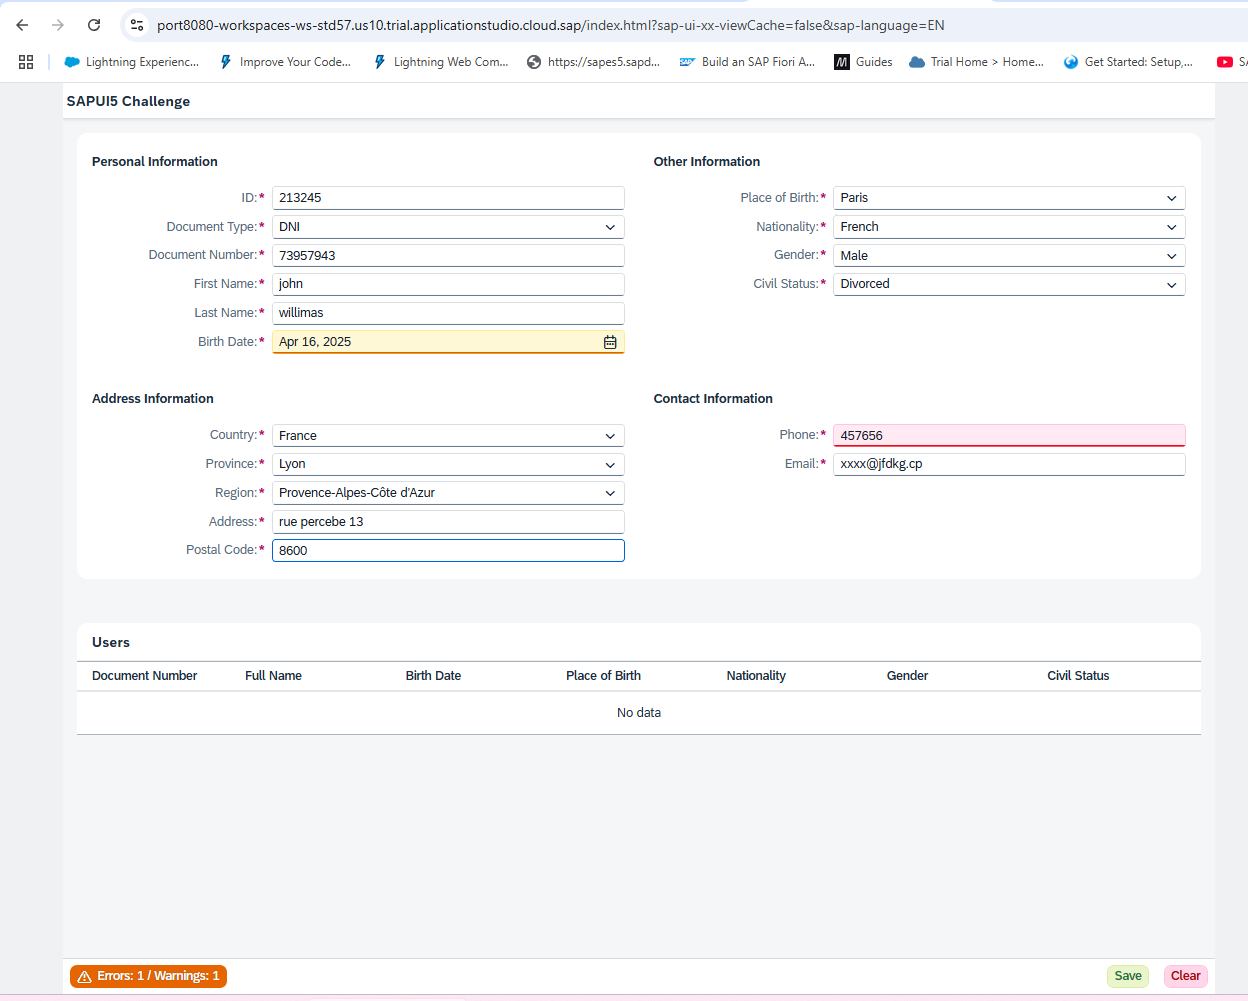 port8080-workspaces-ws-std57.us10.trial.applicationstudio.cloud.sap/index.html?sap-ui-xx-viewCache=false&sap-language=EN
Lightning Experienc... Improve Your Code... Lightning Web Com... https://sapes5.sapd... SAP Build an SAP Fiori A... M Guides Trial Home > Home... Get Started: Setup,... SA
SAPUI5 Challenge
Personal Information
ID:* 213245
Document Type:* DNI
Document Number:* 73957943
First Name:* john
Last Name:* willimas
Birth Date:* Apr 16, 2025
Other Information
Place of Birth:* Paris
Nationality:* French
Gender:* Male
Civil Status:* Divorced
Address Information
Country:* France
Province:* Lyon
Region:* Provence-Alpes-Côte d'Azur
Address:* rue percebe 13
Postal Code:* 8600
Contact Information
Phone:* 457656
Email:* xxxx@jfdkg.cp
Users
Document Number Full Name Birth Date Place of Birth Nationality Gender Civil Status
No data
Errors: 1 / Warnings: 1 Save Clear